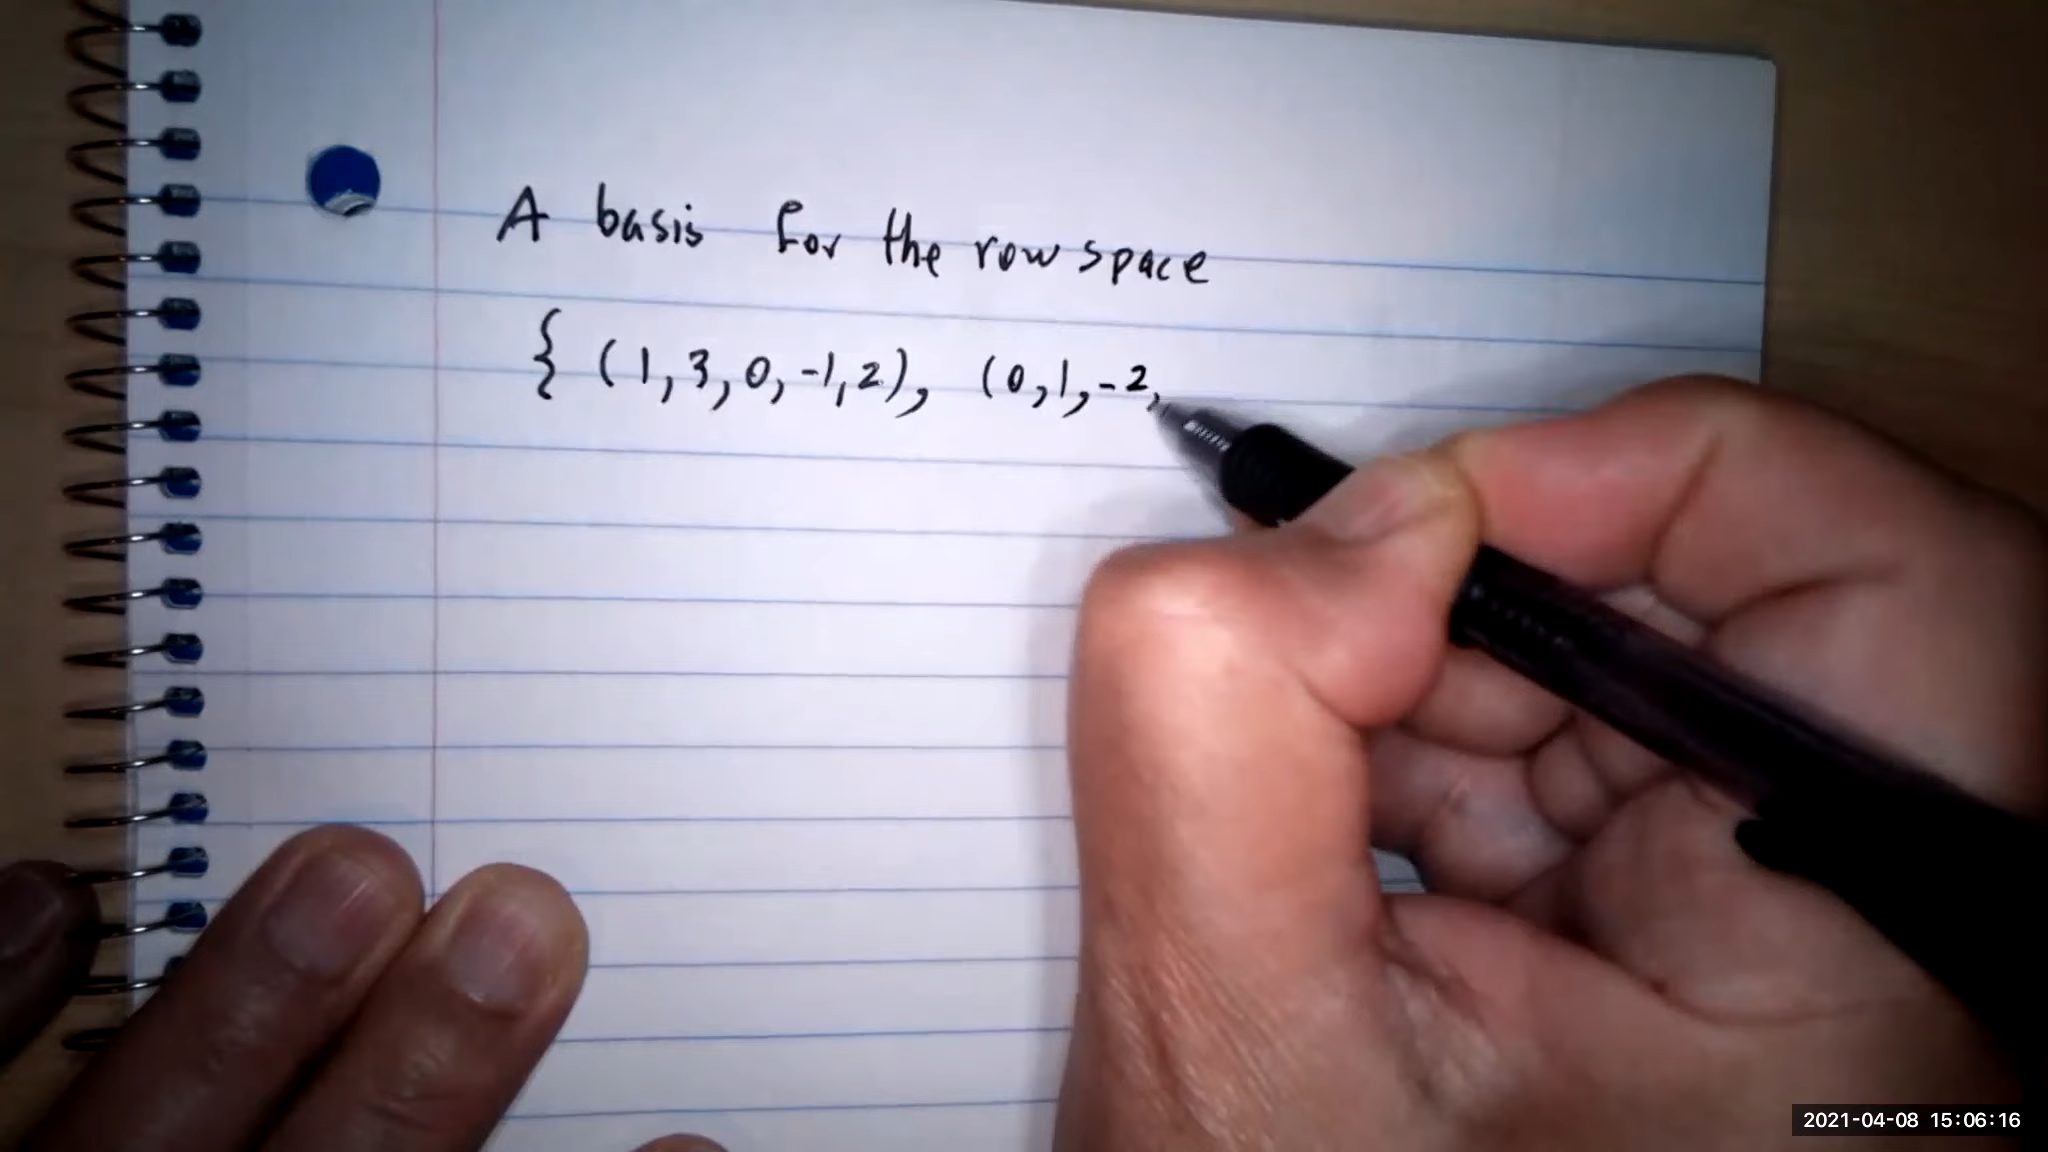 A basis for the row space
{ (1,3,0,-1,2), (0,1,-2,
2021-04-08 15:06:16